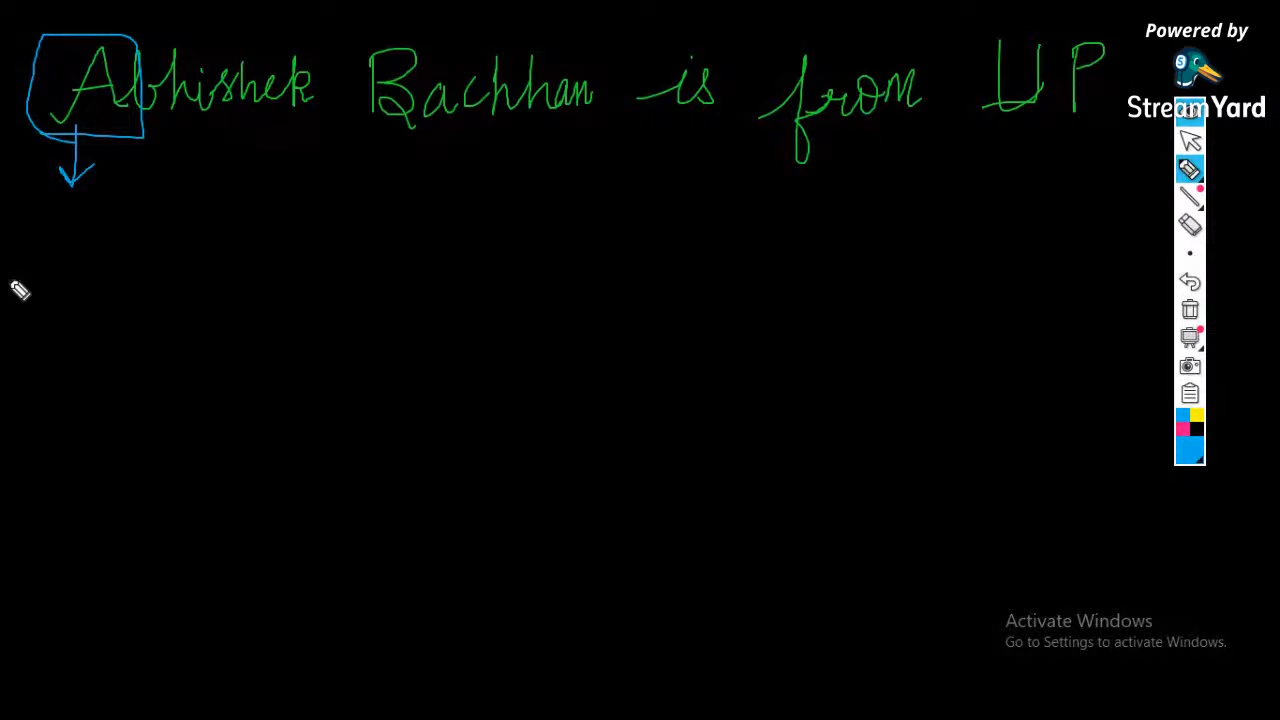 Abhishek Bachhan is from UP
Powered by
StreamYard
Activate Windows
Go to Settings to activate Windows.